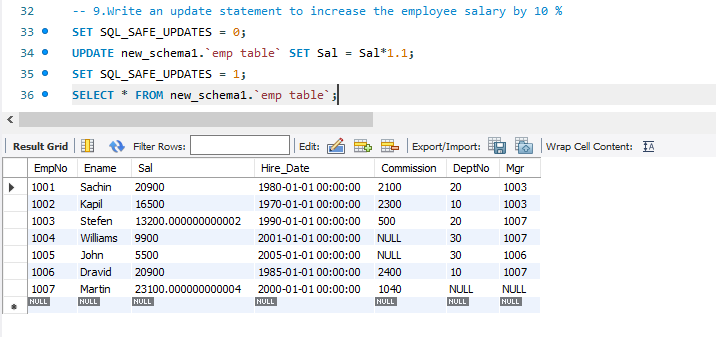 32 -- 9.Write an update statement to increase the employee salary by 10 %
33 SET SQL_SAFE_UPDATES = 0;
34 UPDATE new_schema1.`emp table` SET Sal = Sal*1.1;
35 SET SQL_SAFE_UPDATES = 1;
36 SELECT * FROM new_schema1.`emp table`;
Result Grid Filter Rows: Edit: Export/Import: Wrap Cell Content: IA
EmpNo Ename Sal Hire_Date Commission DeptNo Mgr
1001 Sachin 20900 1980-01-01 00:00:00 2100 20 1003
1002 Kapil 16500 1970-01-01 00:00:00 2300 10 1003
1003 Stefen 13200.000000000002 1990-01-01 00:00:00 500 20 1007
1004 Williams 9900 2001-01-01 00:00:00 NULL 30 1007
1005 John 5500 2005-01-01 00:00:00 NULL 30 1006
1006 Dravid 20900 1985-01-01 00:00:00 2400 10 1007
1007 Martin 23100.000000000004 2000-01-01 00:00:00 1040 NULL NULL
NULL NULL NULL NULL NULL NULL NULL